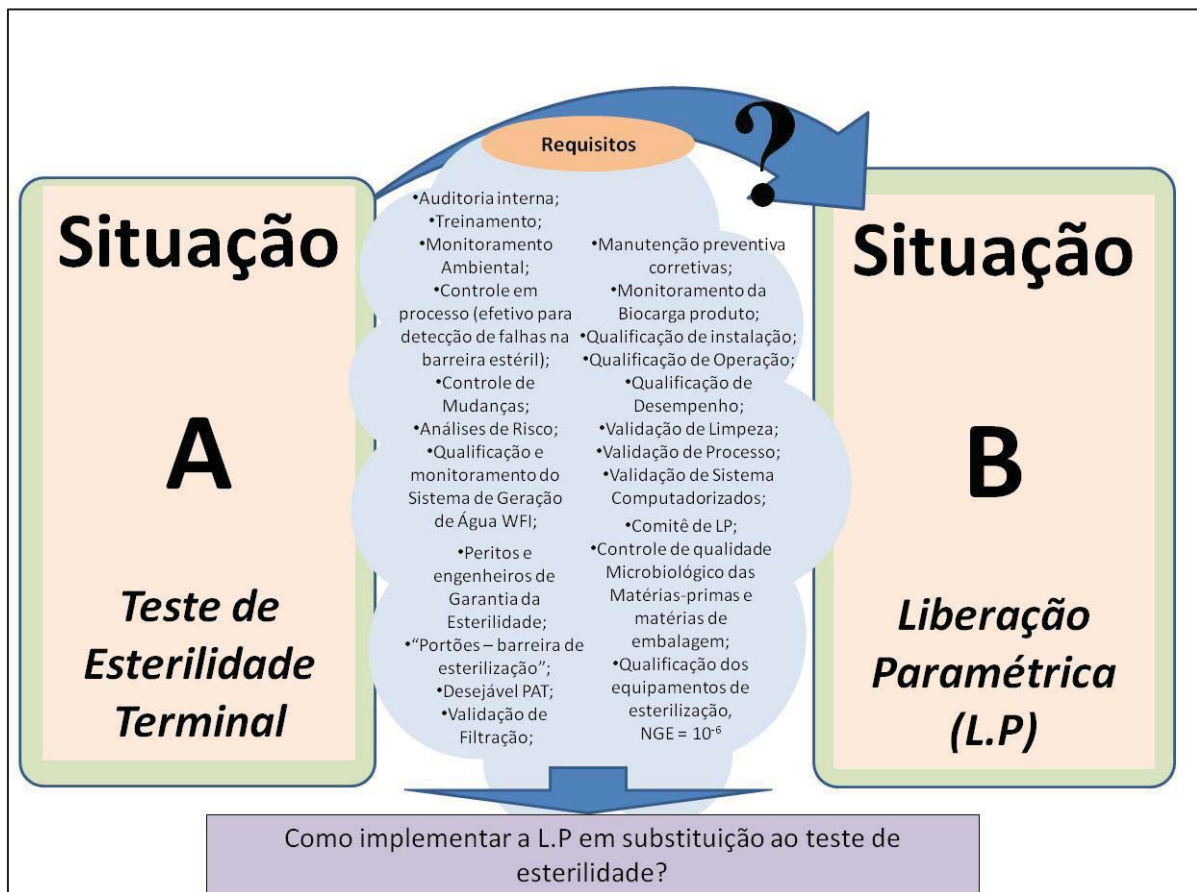 ?
Requisitos
Situação
A
Teste de
Esterilidade
Terminal
•Auditoria interna;
•Treinamento;
•Monitoramento
Ambiental;
•Controle em
processo (efetivo para
detecção de falhas na
barreira estéril);
•Controle de
Mudanças;
•Análises de Risco;
•Qualificação e
monitoramento do
Sistema de Geração
de Água WFI;
•Peritos e
engenheiros de
Garantia da
Esterilidade;
•"Portões – barreira de
esterilização";
•Desejável PAT;
•Validação de
Filtração;
•Manutenção preventiva
corretivas;
•Monitoramento da
Biocarga produto;
•Qualificação de instalação;
•Qualificação de Operação;
•Qualificação de
Desempenho;
•Validação de Limpeza;
•Validação de Processo;
•Validação de Sistema
Computadorizados;
•Comitê de LP;
•Controle de qualidade
Microbiológico das
Matérias-primas e
matérias de
embalagem;
•Qualificação dos
equipamentos de
esterilização,
NGE = 10⁻⁶
Situação
B
Liberação
Paramétrica
(L.P)
Como implementar a L.P em substituição ao teste de
esterilidade?